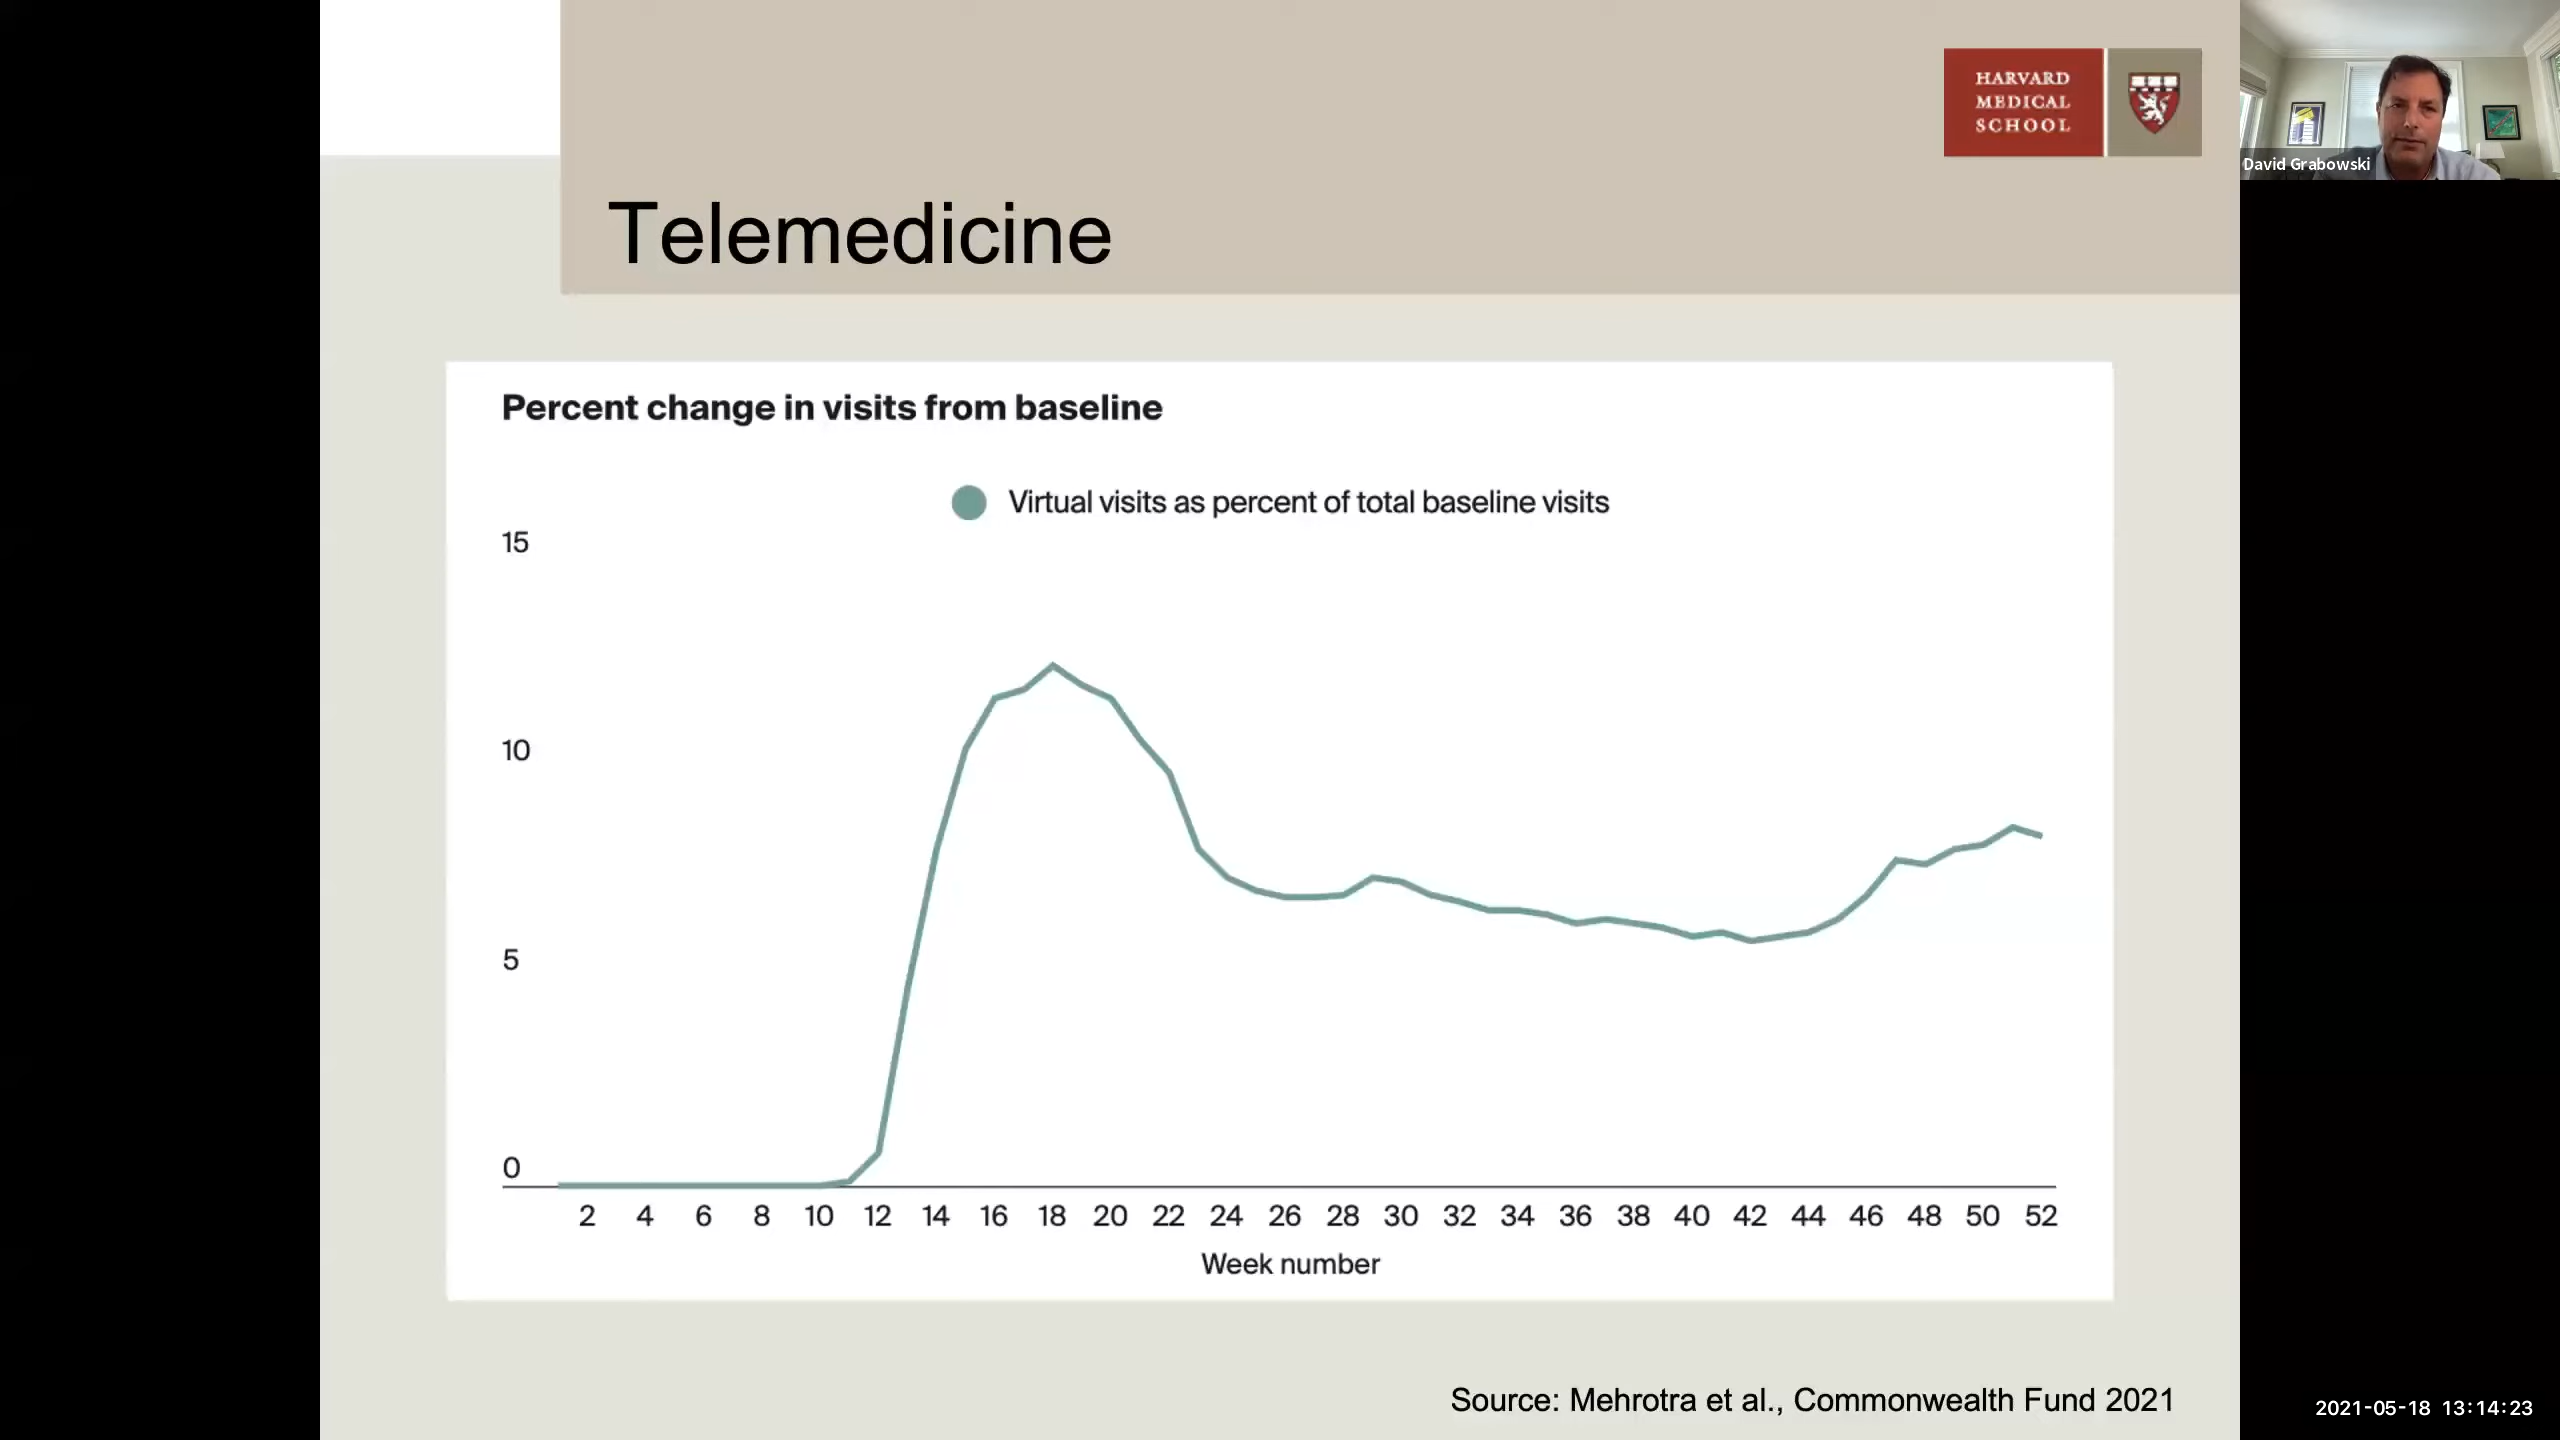 HARVARD
MEDICAL
SCHOOL
David Grabowski
Telemedicine
Percent change in visits from baseline
Virtual visits as percent of total baseline visits
15
10
5
0
2 4 6 8 10 12 14 16 18 20 22 24 26 28 30 32 34 36 38 40 42 44 46 48 50 52
Week number
Source: Mehrotra et al., Commonwealth Fund 2021
2021-05-18 13:14:23